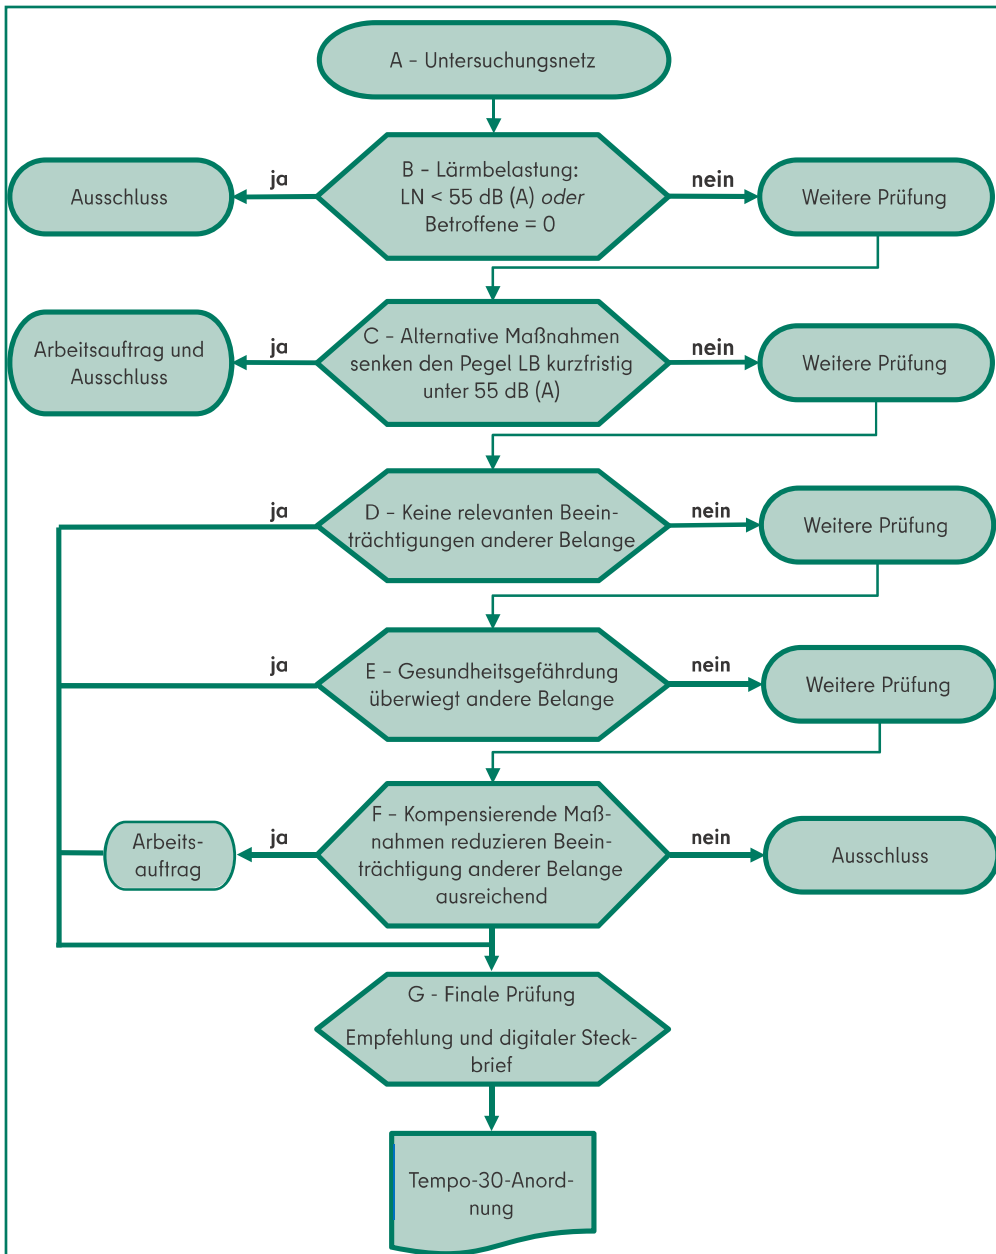 A - Untersuchungsnetz
B - Lärmbelastung:
LN < 55 dB (A) oder
Betroffene = 0
ja
Ausschluss
nein
Weitere Prüfung
C - Alternative Maßnahmen
senken den Pegel LB kurzfristig
unter 55 dB (A)
ja
Arbeitsauftrag und
Ausschluss
nein
Weitere Prüfung
D - Keine relevanten Beein-
trächtigungen anderer Belange
ja
nein
Weitere Prüfung
E - Gesundheitsgefährdung
überwiegt andere Belange
ja
nein
Weitere Prüfung
F - Kompensierende Maß-
nahmen reduzieren Beein-
trächtigung anderer Belange
ausreichend
ja
Arbeits-
auftrag
nein
Ausschluss
G - Finale Prüfung
Empfehlung und digitaler Steck-
brief
Tempo-30-Anord-
nung